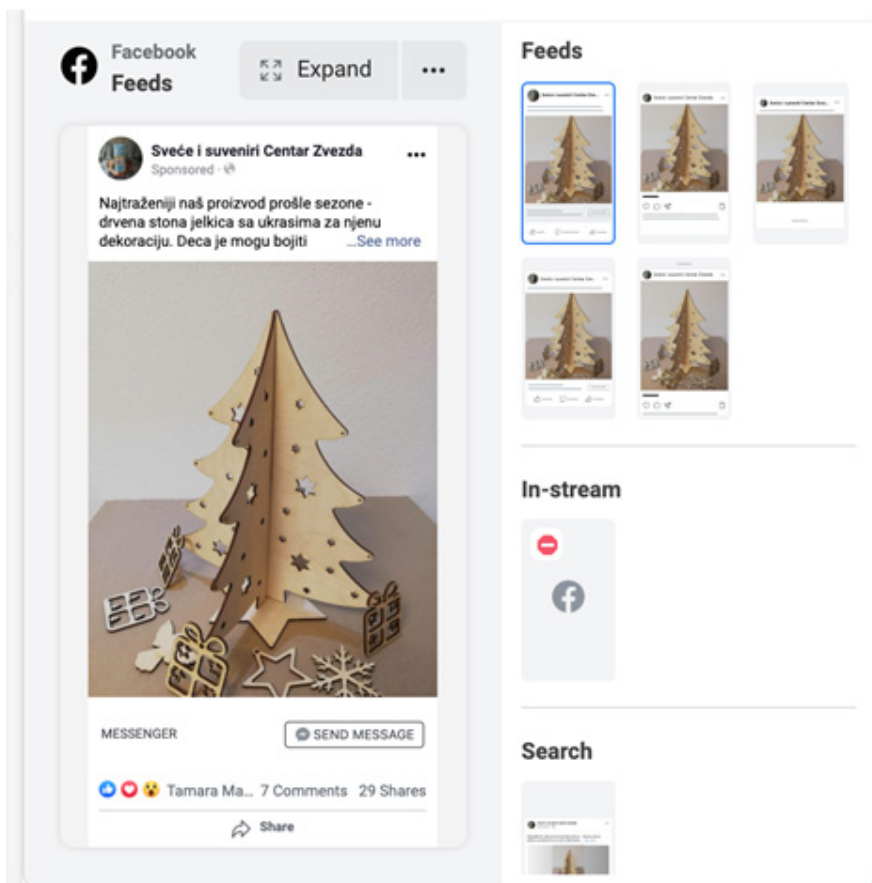 Facebook
Feeds
Expand
Sveće i suveniri Centar Zvezda
Sponsored ·
Najtraženiji naš proizvod prošle sezone -
drvena stona jelkica sa ukrasima za njenu
dekoraciju. Deca je mogu bojiti ...See more
MESSENGER
SEND MESSAGE
Tamara Ma... 7 Comments 29 Shares
Share
Feeds
In-stream
Search